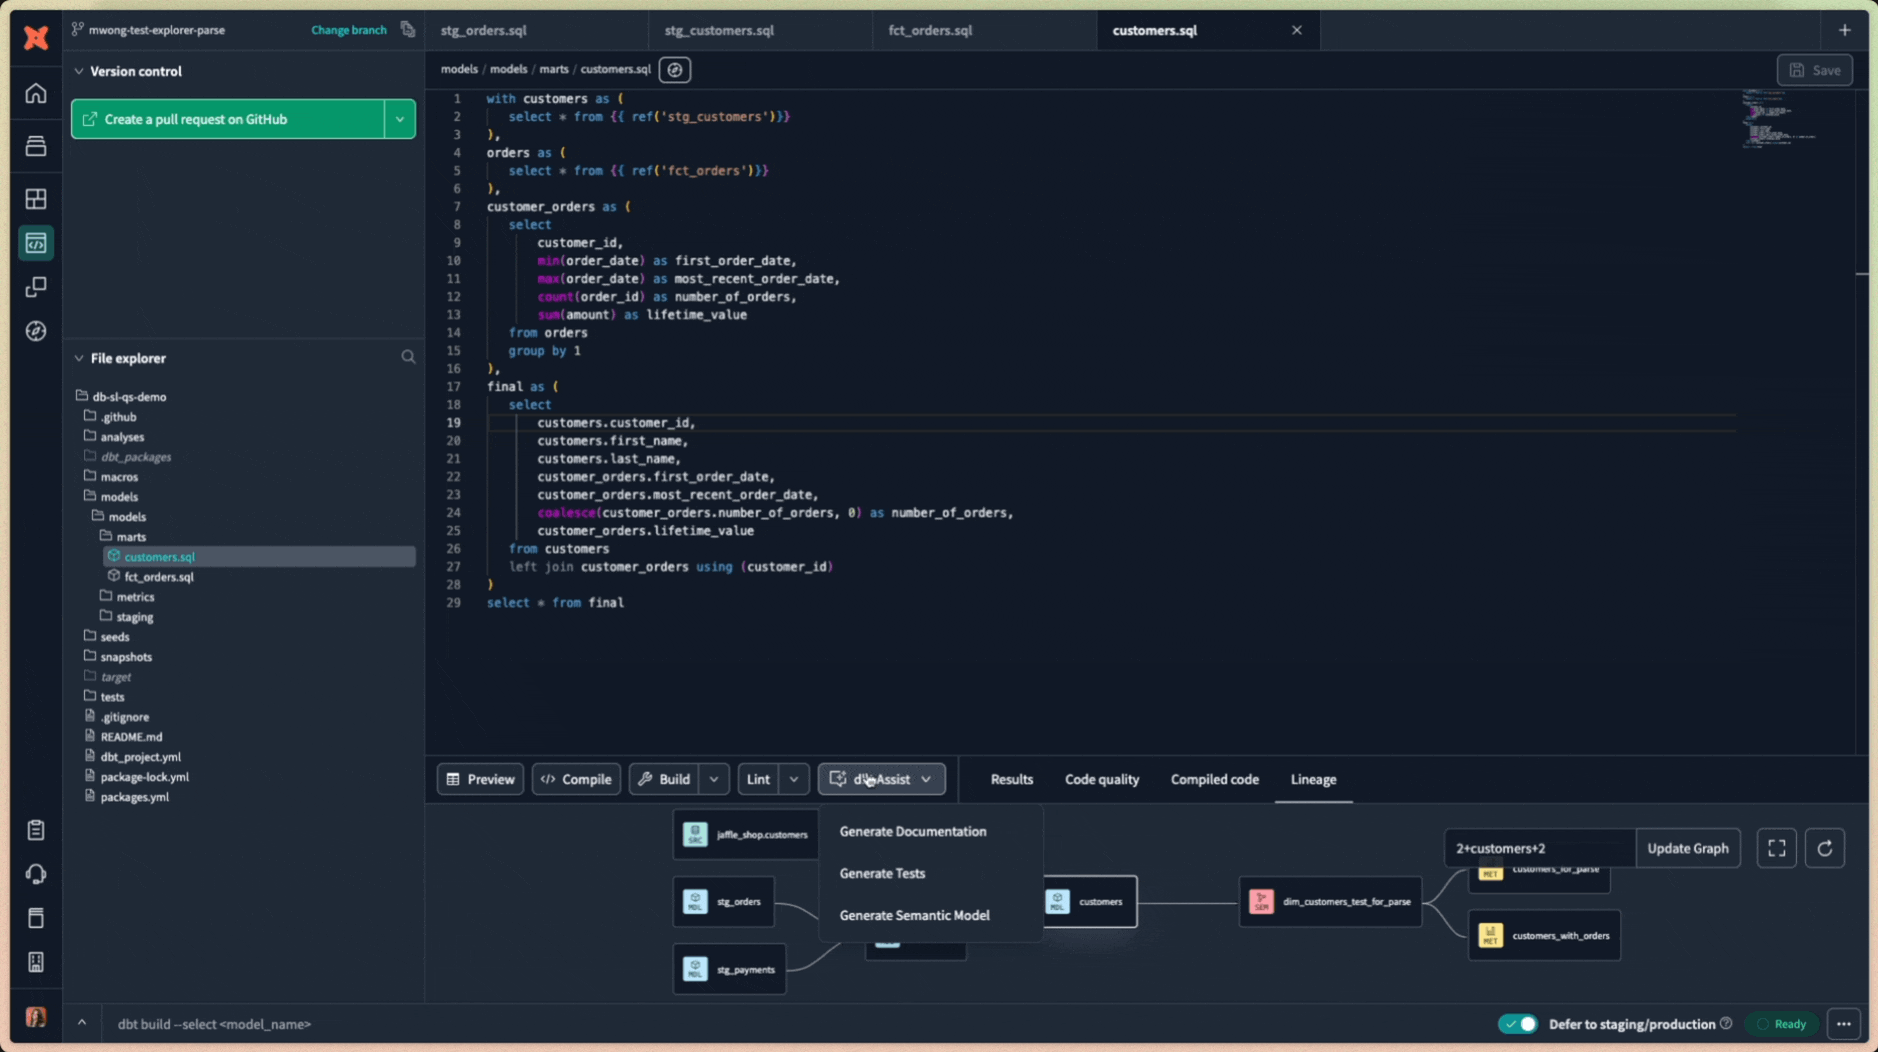 mwong-test-explorer-parse
Change branch
stg_orders.sql
stg_customers.sql
fct_orders.sql
customers.sql
Version control
Create a pull request on GitHub
models / models / marts / customers.sql
Save
1 with customers as (
2 select * from {{ ref('stg_customers')}}
3 ),
4 orders as (
5 select * from {{ ref('fct_orders')}}
6 ),
7 customer_orders as (
8 select
9 customer_id,
10 min(order_date) as first_order_date,
11 max(order_date) as most_recent_order_date,
12 count(order_id) as number_of_orders,
13 sum(amount) as lifetime_value
14 from orders
15 group by 1
16 ),
17 final as (
18 select
19 customers.customer_id,
20 customers.first_name,
21 customers.last_name,
22 customer_orders.first_order_date,
23 customer_orders.most_recent_order_date,
24 coalesce(customer_orders.number_of_orders, 0) as number_of_orders,
25 customer_orders.lifetime_value
26 from customers
27 left join customer_orders using (customer_id)
28 )
29 select * from final
File explorer
db-sl-qs-demo
.github
analyses
dbt_packages
macros
models
models
marts
customers.sql
fct_orders.sql
metrics
staging
seeds
snapshots
target
tests
.gitignore
README.md
dbt_project.yml
package-lock.yml
packages.yml
Preview
Compile
Build
Lint
Assist
Results
Code quality
Compiled code
Lineage
Generate Documentation
Generate Tests
Generate Semantic Model
SRC jaffle_shop.customers
MDL stg_orders
MDL stg_payments
MDL customers
SEM dim_customers_test_for_parse
2+customers+2
Update Graph
MET customers_for_parse
MET customers_with_orders
dbt build --select <model_name>
Defer to staging/production
Ready